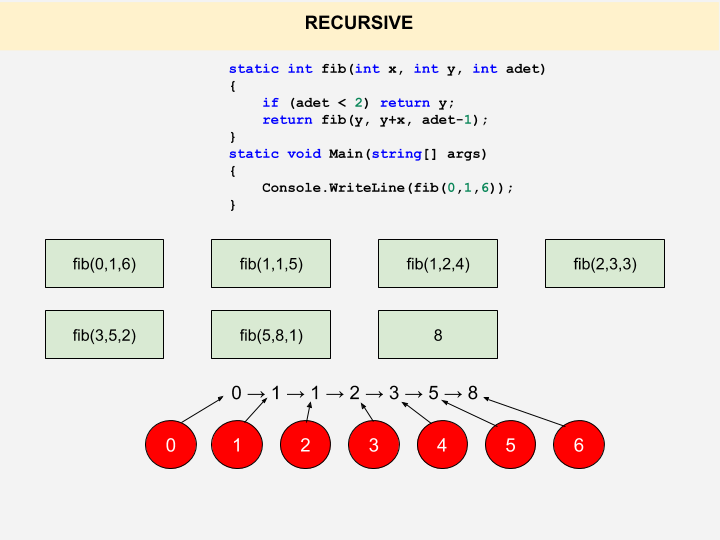 RECURSIVE
static int fib(int x, int y, int adet)
{
    if (adet < 2) return y;
    return fib(y, y+x, adet-1);
}
static void Main(string[] args)
{
    Console.WriteLine(fib(0,1,6));
}
fib(0,1,6) fib(1,1,5) fib(1,2,4) fib(2,3,3)
fib(3,5,2) fib(5,8,1) 8
0 → 1 → 1 → 2 → 3 → 5 → 8
0 1 2 3 4 5 6